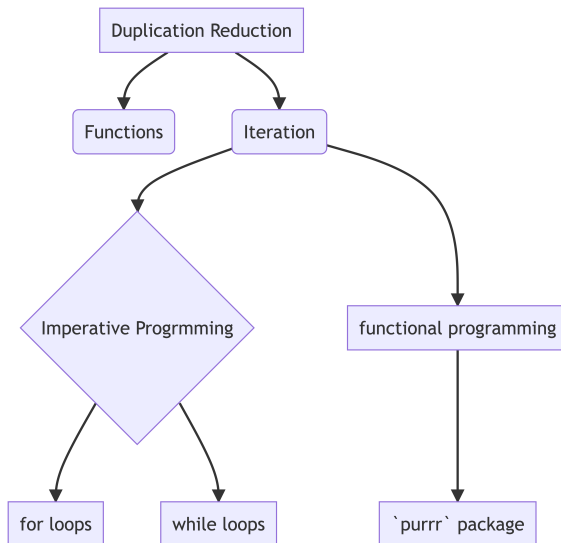 Duplication Reduction
Functions
Iteration
Imperative Progrmming
functional programming
for loops
while loops
`purrr` package